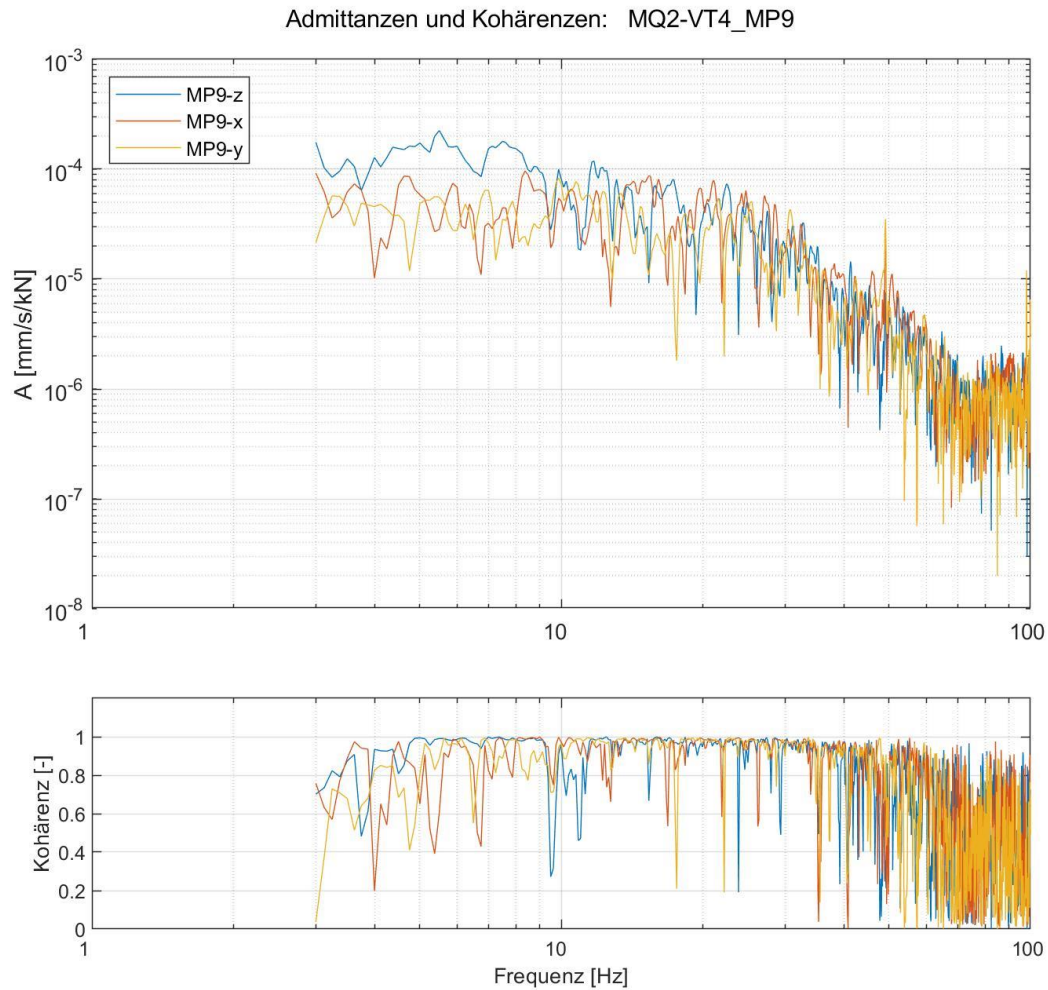 Admittanzen und Kohärenzen: MQ2-VT4_MP9
10^-3
MP9-z
MP9-x
MP9-y
10^-4
10^-5
A [mm/s/kN]
10^-6
10^-7
10^-8
1 10 100
1
0.8
0.6
Kohärenz [-]
0.4
0.2
0
1 10 100
Frequenz [Hz]